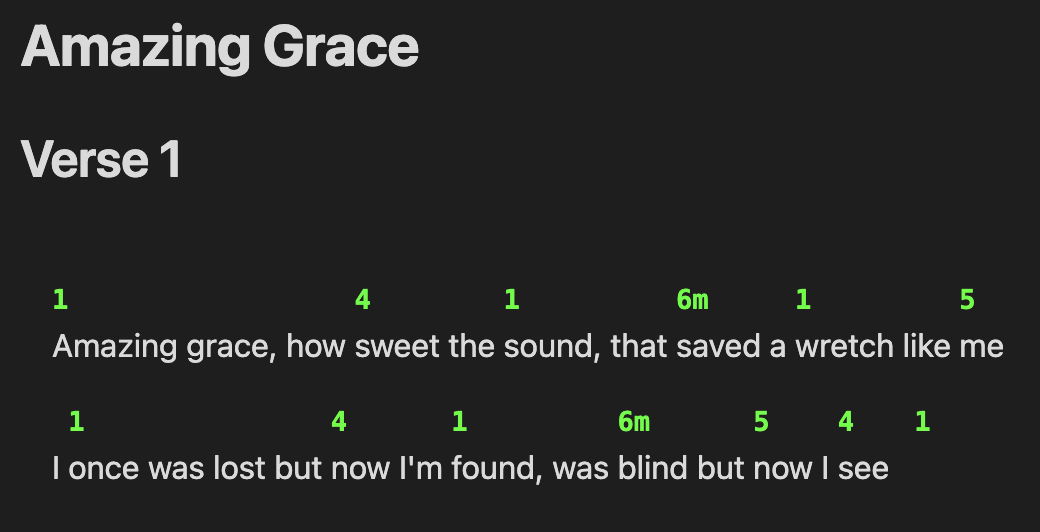 Amazing Grace
Verse 1
1 4 1 6m 1 5
Amazing grace, how sweet the sound, that saved a wretch like me
1 4 1 6m 5 4 1
I once was lost but now I'm found, was blind but now I see